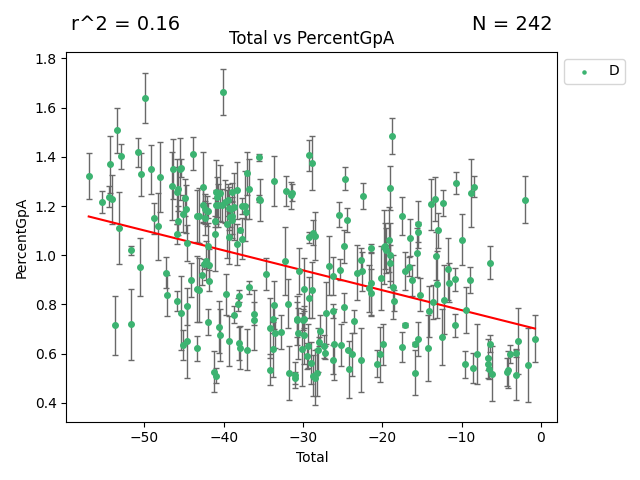 r^2 = 0.16
N = 242
Total vs PercentGpA
D
PercentGpA
1.8
1.6
1.4
1.2
1.0
0.8
0.6
0.4
−50
−40
−30
−20
−10
0
Total